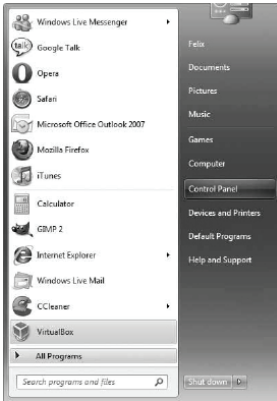 Windows Live Messenger
talk
Google Talk
Opera
Safari
Microsoft Office Outlook 2007
Mozilla Firefox
iTunes
Calculator
GIMP 2
Internet Explorer
Windows Live Mail
CCleaner
VirtualBox
All Programs
Search programs and files
Felix
Documents
Pictures
Music
Games
Computer
Control Panel
Devices and Printers
Default Programs
Help and Support
Shut down